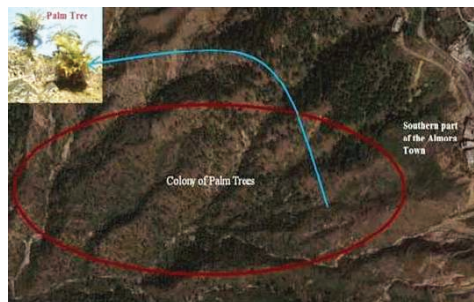 Palm Tree
Southern part
of the Almora
Town
Colony of Palm Trees